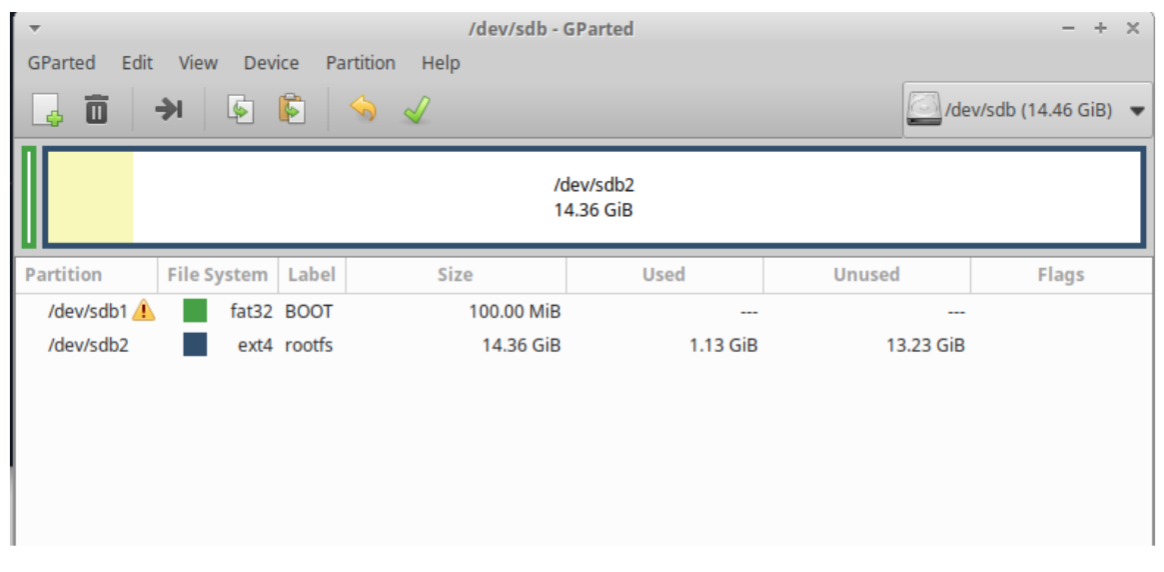 /dev/sdb - GParted
GParted Edit View Device Partition Help
/dev/sdb (14.46 GiB)
/dev/sdb2
14.36 GiB
Partition File System Label Size Used Unused Flags
/dev/sdb1 fat32 BOOT 100.00 MiB --- ---
/dev/sdb2 ext4 rootfs 14.36 GiB 1.13 GiB 13.23 GiB